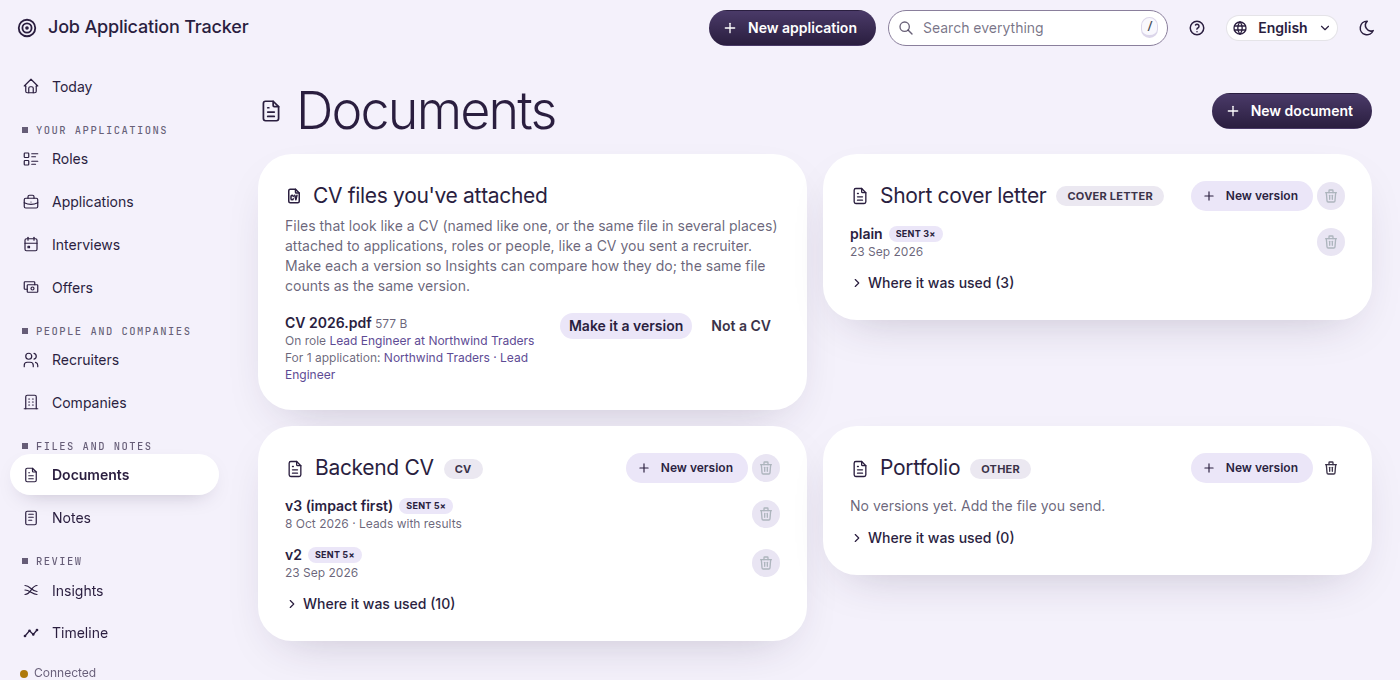 Job Application Tracker
New application
Search everything
/
English
Today
YOUR APPLICATIONS
Roles
Applications
Interviews
Offers
PEOPLE AND COMPANIES
Recruiters
Companies
FILES AND NOTES
Documents
Notes
REVIEW
Insights
Timeline
Connected
Documents
New document
CV files you've attached
Files that look like a CV (named like one, or the same file in several places)
attached to applications, roles or people, like a CV you sent a recruiter.
Make each a version so Insights can compare how they do; the same file
counts as the same version.
CV 2026.pdf 577 B
Make it a version
Not a CV
On role Lead Engineer at Northwind Traders
For 1 application: Northwind Traders · Lead
Engineer
Short cover letter COVER LETTER
New version
plain SENT 3×
23 Sep 2026
Where it was used (3)
Backend CV CV
New version
v3 (impact first) SENT 5×
8 Oct 2026 · Leads with results
v2 SENT 5×
23 Sep 2026
Where it was used (10)
Portfolio OTHER
New version
No versions yet. Add the file you send.
Where it was used (0)